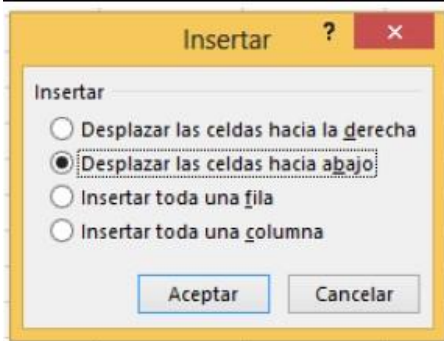 Insertar ? ×
Insertar
Desplazar las celdas hacia la derecha
Desplazar las celdas hacia abajo
Insertar toda una fila
Insertar toda una columna
Aceptar Cancelar